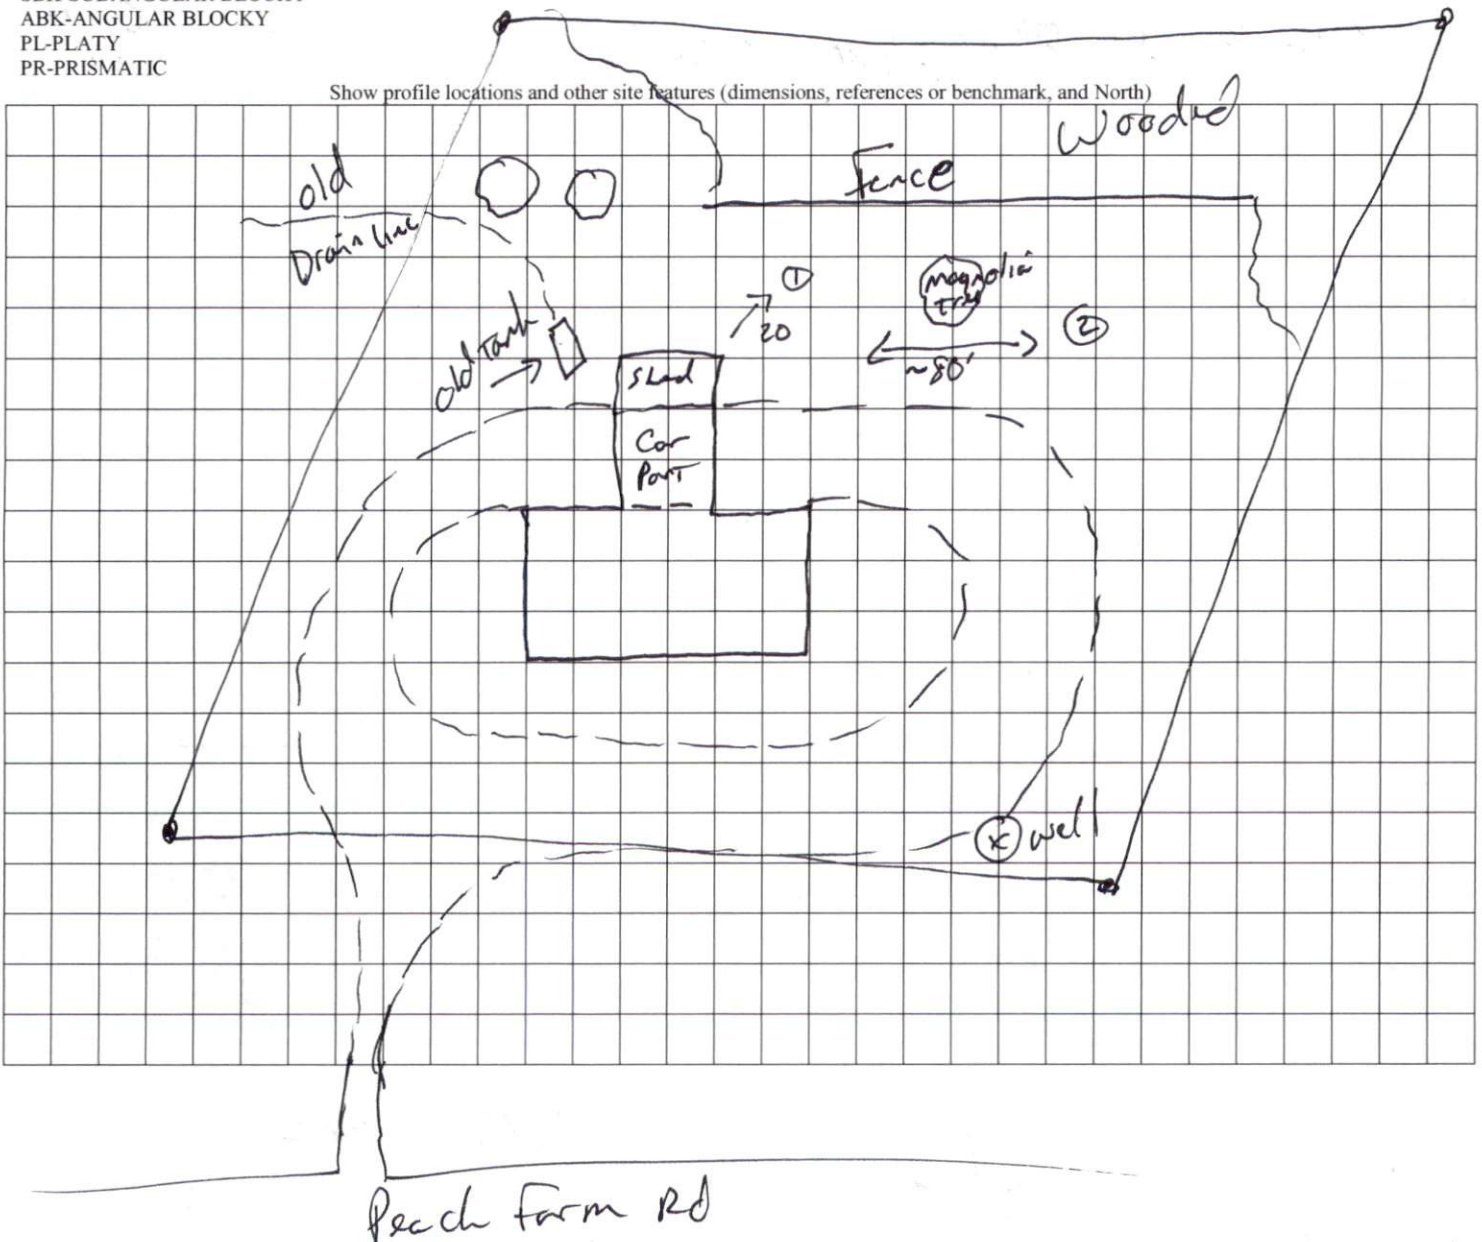 ABK-ANGULAR BLOCKY
PL-PLATY
PR-PRISMATIC
Show profile locations and other site features (dimensions, references or benchmark, and North)
Wooded
Fence
old
Drain line
①
20
Magnolia
Tree
②
~80'
old Tank
Shed
Car
Port
x well
Peach Farm Rd